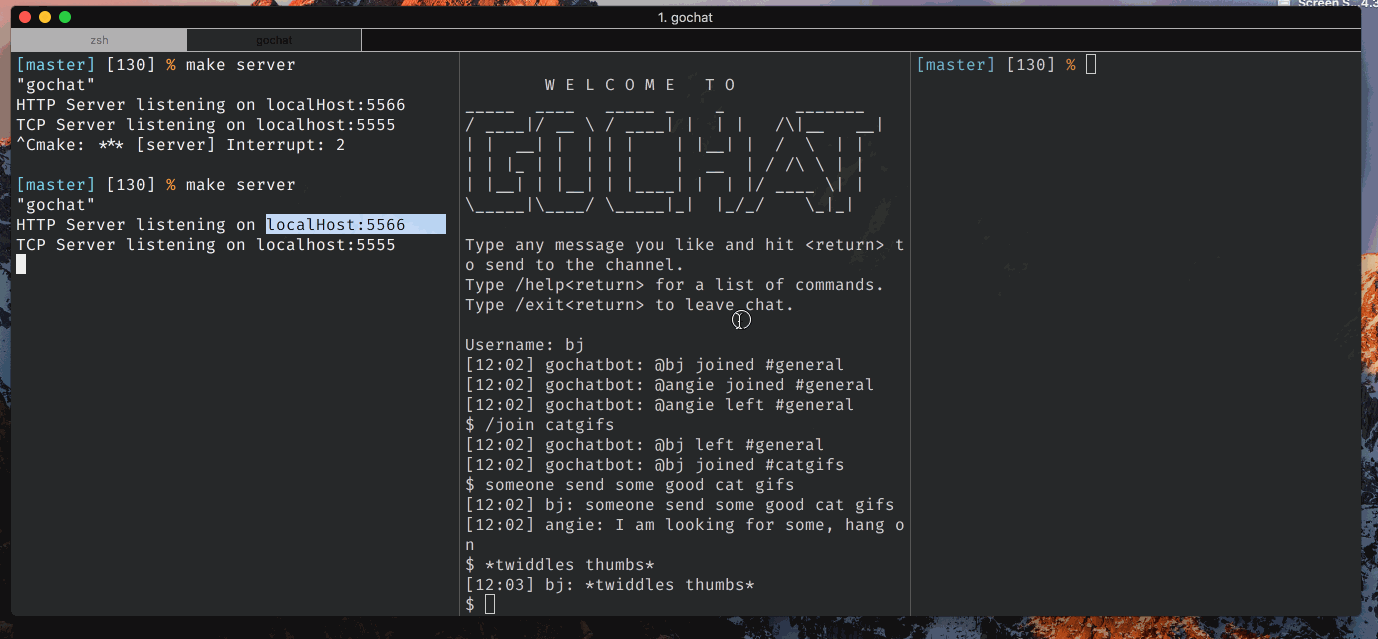 Screen S...4.3
1. gochat
zsh
gochat
[master] [130] % make server
"gochat"
HTTP Server listening on localHost:5566
TCP Server listening on localhost:5555
^Cmake: *** [server] Interrupt: 2
[master] [130] % make server
"gochat"
HTTP Server listening on localHost:5566
TCP Server listening on localhost:5555
W E L C O M E   T O
GOCHAT
Type any message you like and hit <return> t
o send to the channel.
Type /help<return> for a list of commands.
Type /exit<return> to leave chat.
Username: bj
[12:02] gochatbot: @bj joined #general
[12:02] gochatbot: @angie joined #general
[12:02] gochatbot: @angie left #general
$ /join catgifs
[12:02] gochatbot: @bj left #general
[12:02] gochatbot: @bj joined #catgifs
$ someone send some good cat gifs
[12:02] bj: someone send some good cat gifs
[12:02] angie: I am looking for some, hang o
n
$ *twiddles thumbs*
[12:03] bj: *twiddles thumbs*
$
[master] [130] %